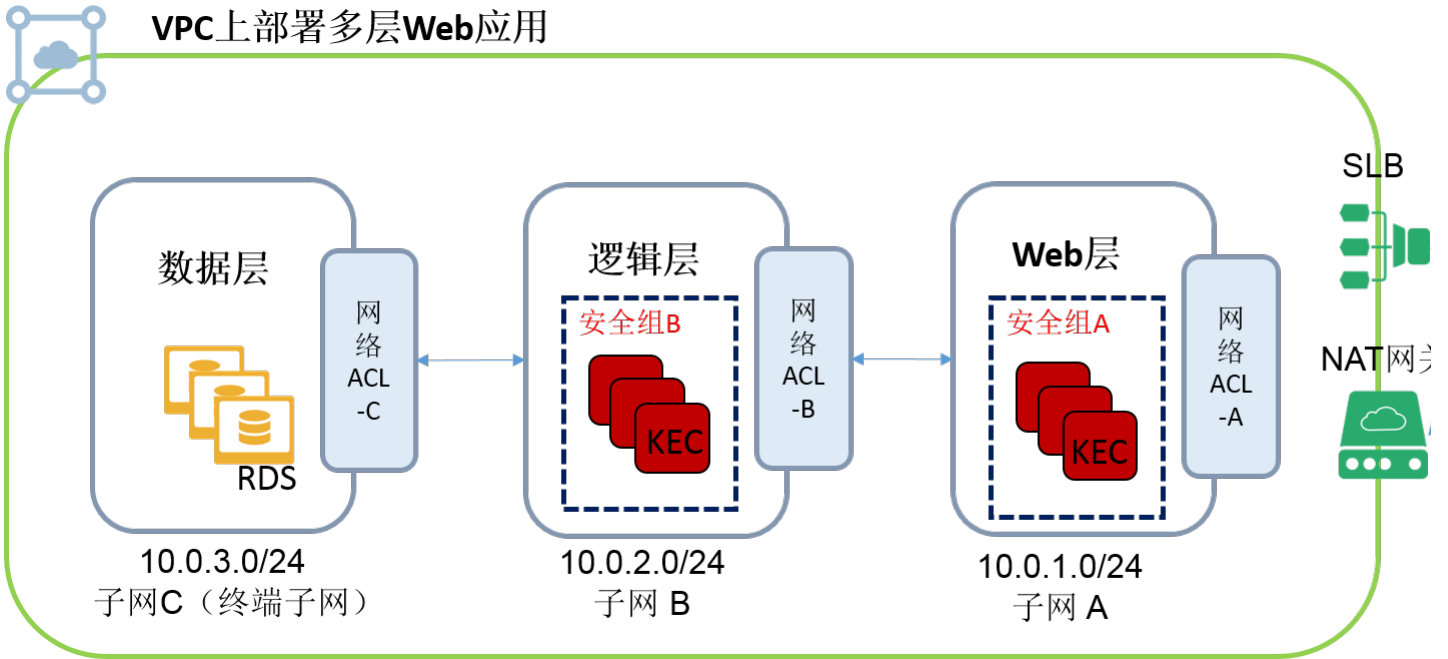 VPC上部署多层Web应用
数据层
网
络
ACL
-C
RDS
10.0.3.0/24
子网C（终端子网）
逻辑层
安全组B
KEC
网
络
ACL
-B
10.0.2.0/24
子网 B
Web层
安全组A
KEC
网
络
ACL
-A
10.0.1.0/24
子网 A
SLB
NAT网关